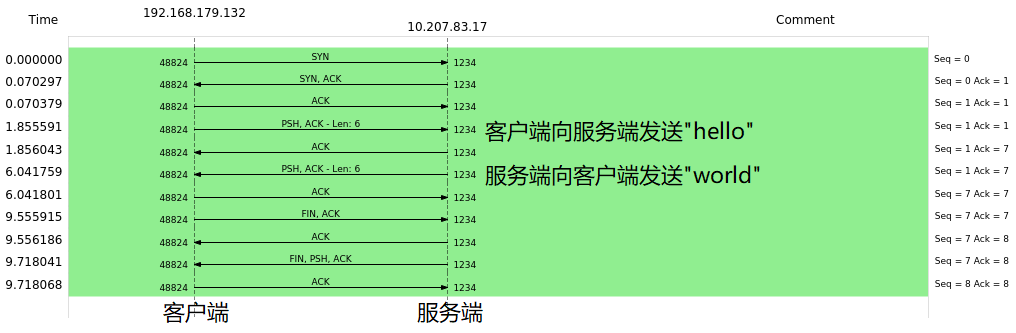 Time 192.168.179.132 10.207.83.17 Comment
0.000000 48824 SYN 1234 Seq = 0
0.070297 48824 SYN, ACK 1234 Seq = 0 Ack = 1
0.070379 48824 ACK 1234 Seq = 1 Ack = 1
1.855591 48824 PSH, ACK - Len: 6 1234 客户端向服务端发送"hello" Seq = 1 Ack = 1
1.856043 48824 ACK 1234 Seq = 1 Ack = 7
6.041759 48824 PSH, ACK - Len: 6 1234 服务端向客户端发送"world" Seq = 1 Ack = 7
6.041801 48824 ACK 1234 Seq = 7 Ack = 7
9.555915 48824 FIN, ACK 1234 Seq = 7 Ack = 7
9.556186 48824 ACK 1234 Seq = 7 Ack = 8
9.718041 48824 FIN, PSH, ACK 1234 Seq = 7 Ack = 8
9.718068 48824 ACK 1234 Seq = 8 Ack = 8
客户端 服务端